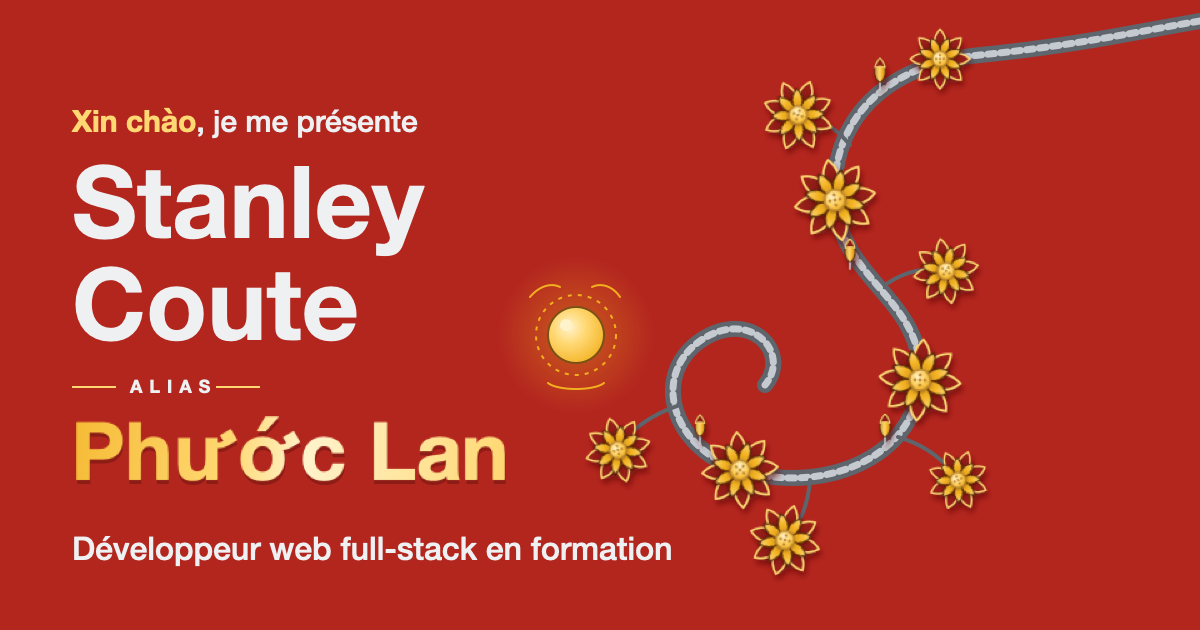 Xin chào, je me présente
Stanley
Coute
ALIAS
Phước Lan
Développeur web full-stack en formation